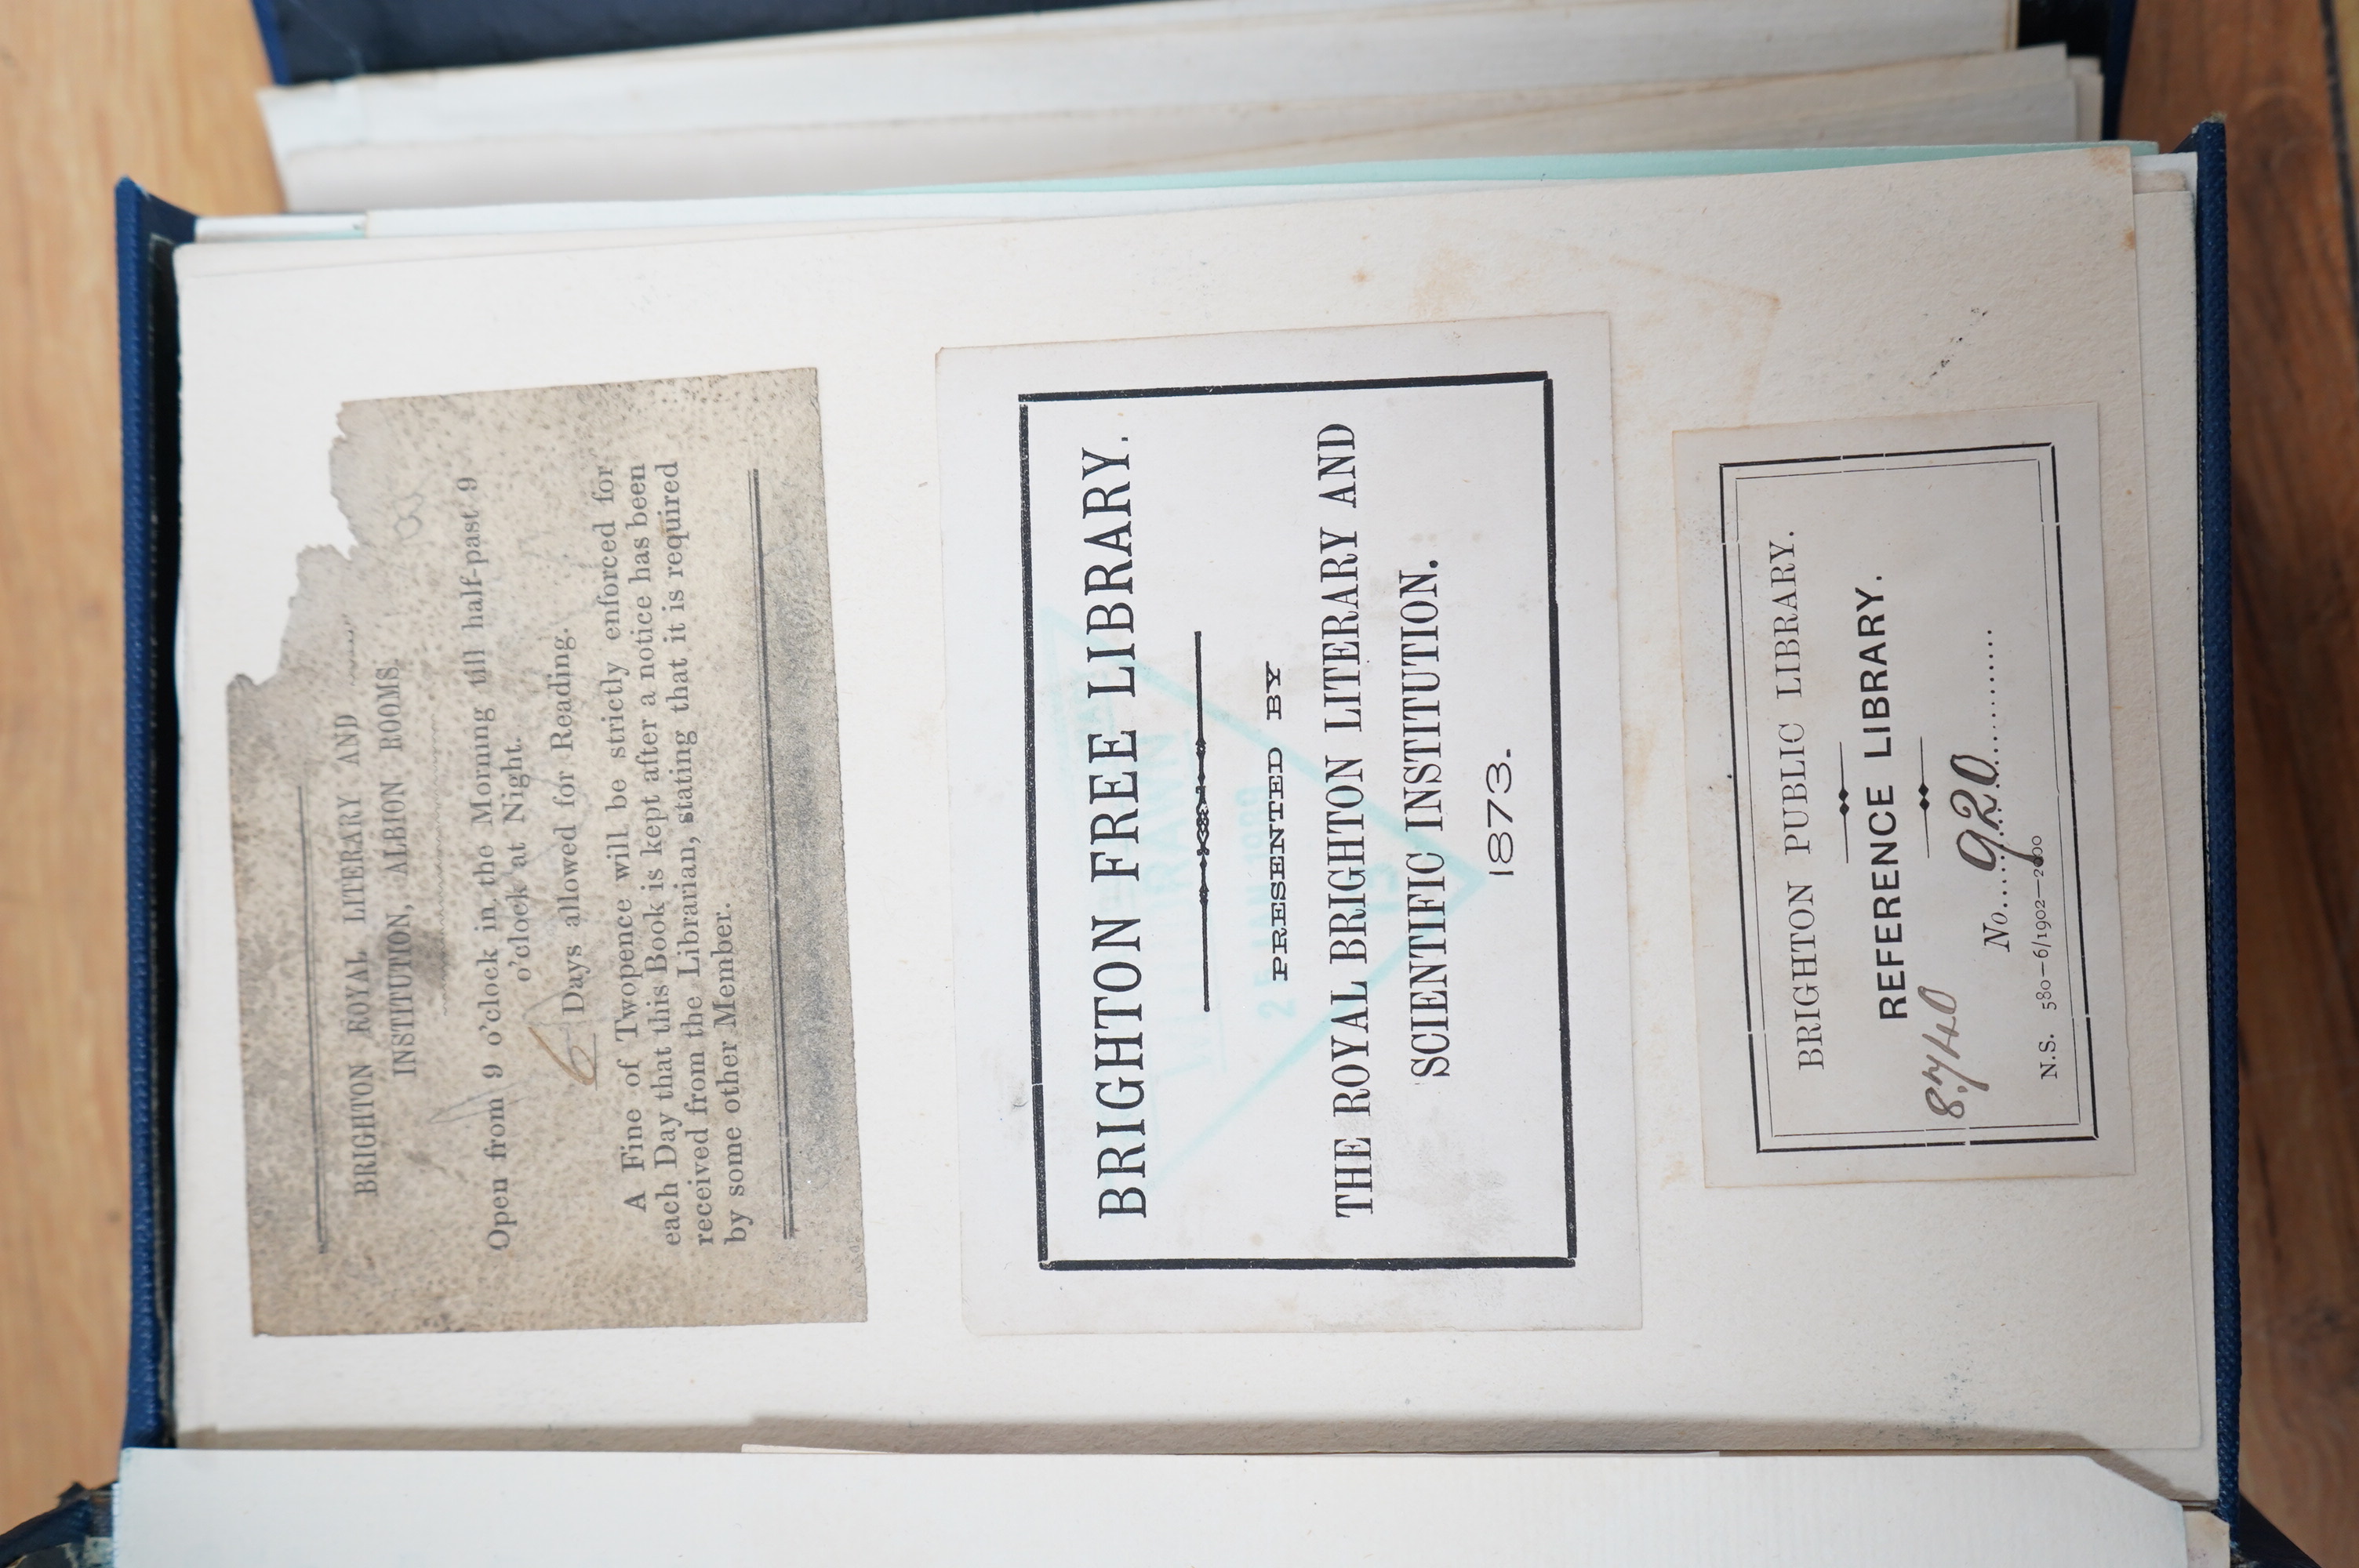 BRIGHTON ROYAL LITERARY AND
INSTITUTION, ALBION ROOMS.
Open from 9 o'clock in the Morning till half-past 9
o'clock at Night.
6 Days allowed for Reading.
A Fine of Twopence will be strictly enforced for
each Day that this Book is kept after a notice has been
received from the Librarian, stating that it is required
by some other Member.
BRIGHTON FREE LIBRARY.
PRESENTED BY
THE ROYAL BRIGHTON LITERARY AND
SCIENTIFIC INSTITUTION.
1873.
BRIGHTON PUBLIC LIBRARY.
REFERENCE LIBRARY.
No. 920
N.S. 580—6/1902—2000